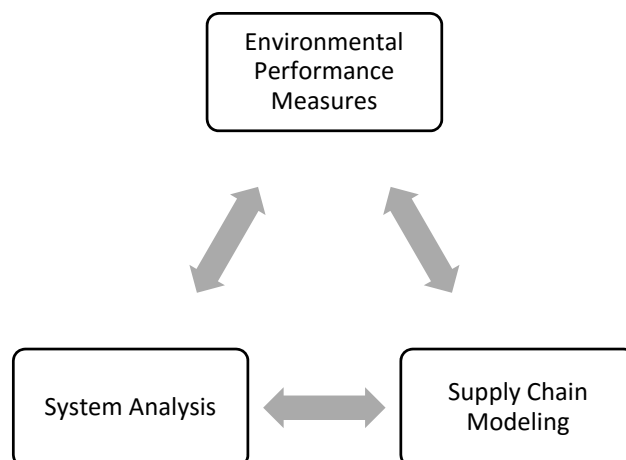 Environmental
Performance
Measures
System Analysis
Supply Chain
Modeling